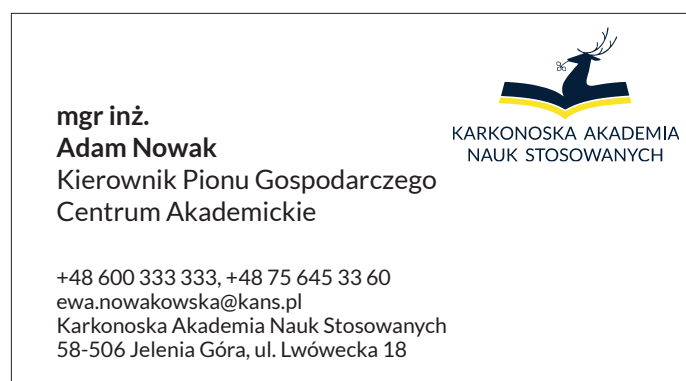 mgr inż.
Adam Nowak
Kierownik Pionu Gospodarczego
Centrum Akademickie
KARKONOSKA AKADEMIA
NAUK STOSOWANYCH
+48 600 333 333, +48 75 645 33 60
ewa.nowakowska@kans.pl
Karkonoska Akademia Nauk Stosowanych
58-506 Jelenia Góra, ul. Lwówecka 18